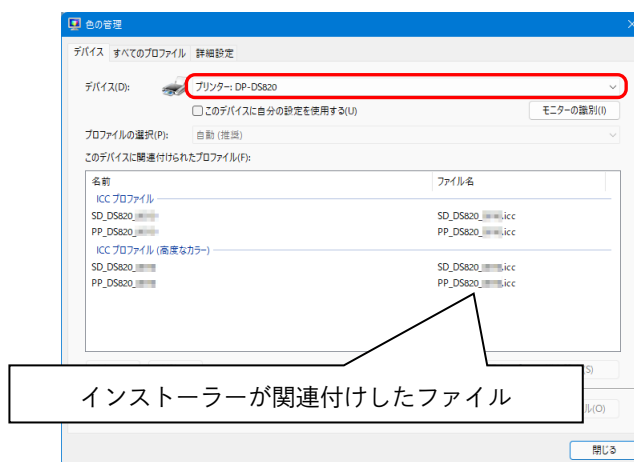 色の管理
デバイス すべてのプロファイル 詳細設定
デバイス(D): プリンター: DP-DS820
このデバイスに自分の設定を使用する(U) モニターの識別(I)
プロファイルの選択(P): 自動 (推奨)
このデバイスに関連付けられたプロファイル(F):
名前 ファイル名
ICC プロファイル
SD_DS820_ SD_DS820_ .icc
PP_DS820_ PP_DS820_ .icc
ICC プロファイル (高度なカラー)
SD_DS820_ SD_DS820_ .icc
PP_DS820_ PP_DS820_ .icc
(S)
インストーラーが関連付けしたファイル
ル(O)
閉じる